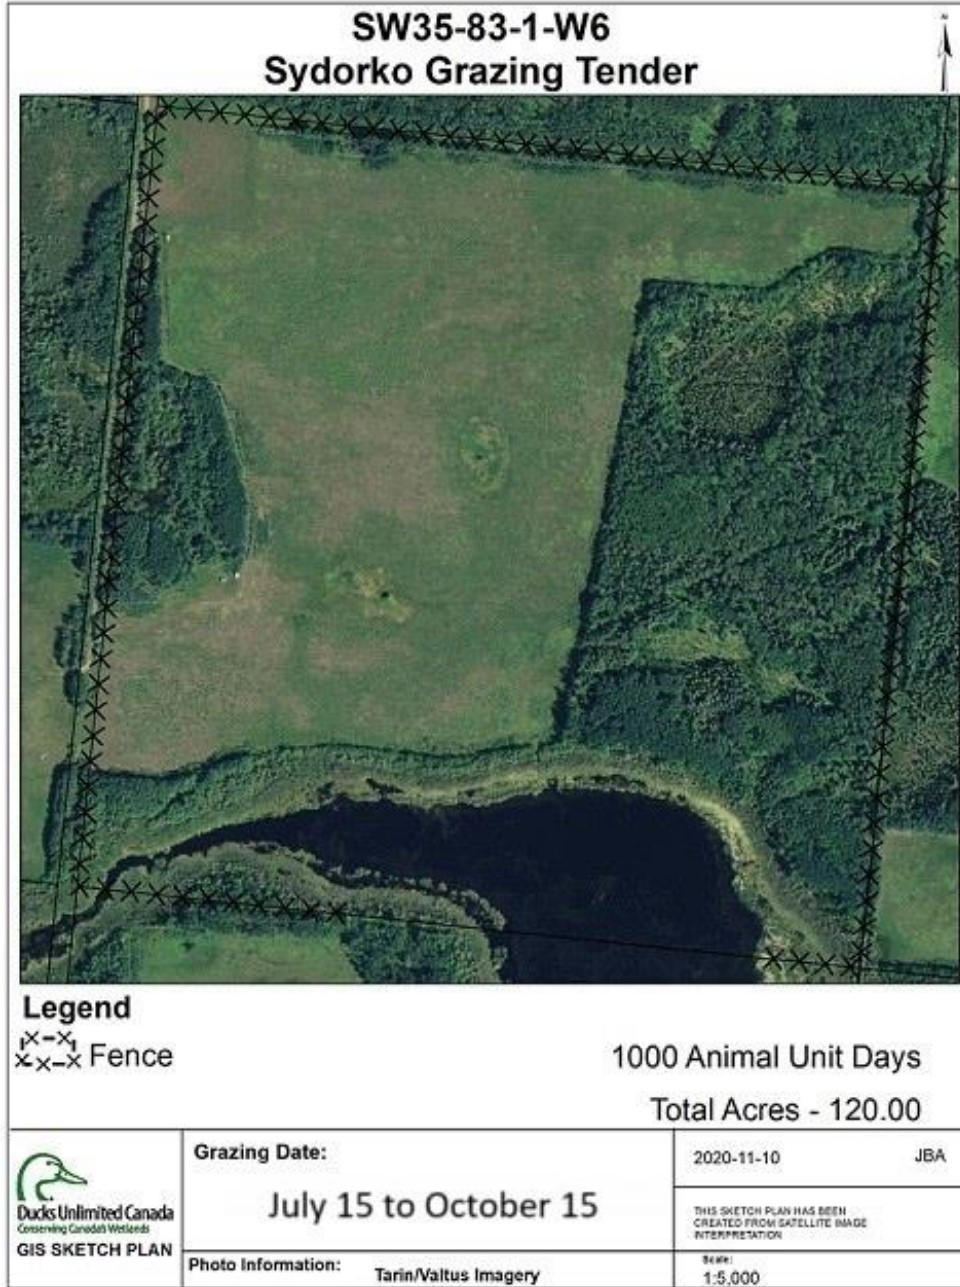 SW35-83-1-W6
Sydorko Grazing Tender
N
Legend
Fence
1000 Animal Unit Days
Total Acres - 120.00
Ducks Unlimited Canada
Conserving Canada's Wetlands
GIS SKETCH PLAN
Grazing Date:
July 15 to October 15
Photo Information:
Tarin/Valtus Imagery
2020-11-10 JBA
THIS SKETCH PLAN HAS BEEN
CREATED FROM SATELLITE IMAGE
INTERPRETATION
Scale:
1:5,000